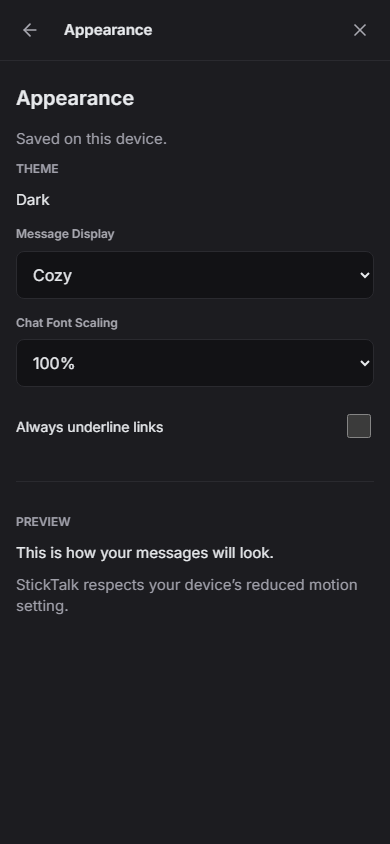 Appearance
Appearance
Saved on this device.
THEME
Dark
Message Display
Cozy
Chat Font Scaling
100%
Always underline links
PREVIEW
This is how your messages will look.
StickTalk respects your device’s reduced motion
setting.